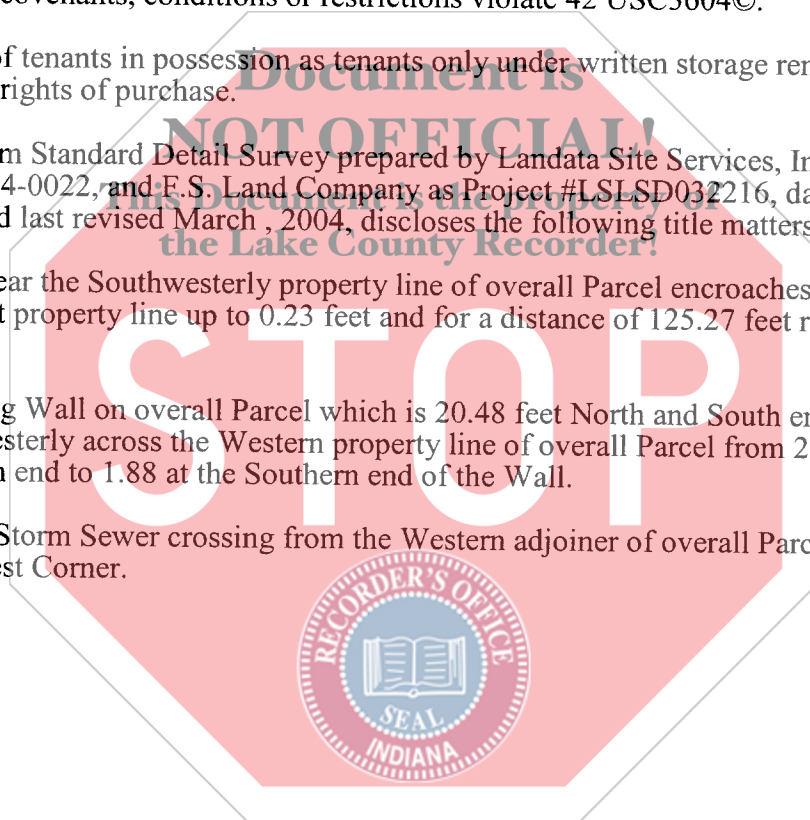 covenants, conditions or restrictions violate 42 USC3604©.
of tenants in possession as tenants only under written storage ren
rights of purchase.
m Standard Detail Survey prepared by Landata Site Services, In
4-0022, and F.S. Land Company as Project #LSLSD032216, da
d last revised March , 2004, discloses the following title matters
ear the Southwesterly property line of overall Parcel encroaches
t property line up to 0.23 feet and for a distance of 125.27 feet r
g Wall on overall Parcel which is 20.48 feet North and South en
esterly across the Western property line of overall Parcel from 2
n end to 1.88 at the Southern end of the Wall.
Storm Sewer crossing from the Western adjoiner of overall Parc
est Corner.
Document is
NOT OFFICIAL!
This Document is the property of
the Lake County Recorder!
STOP
RECORDER'S OFFICE
SEAL
INDIANA